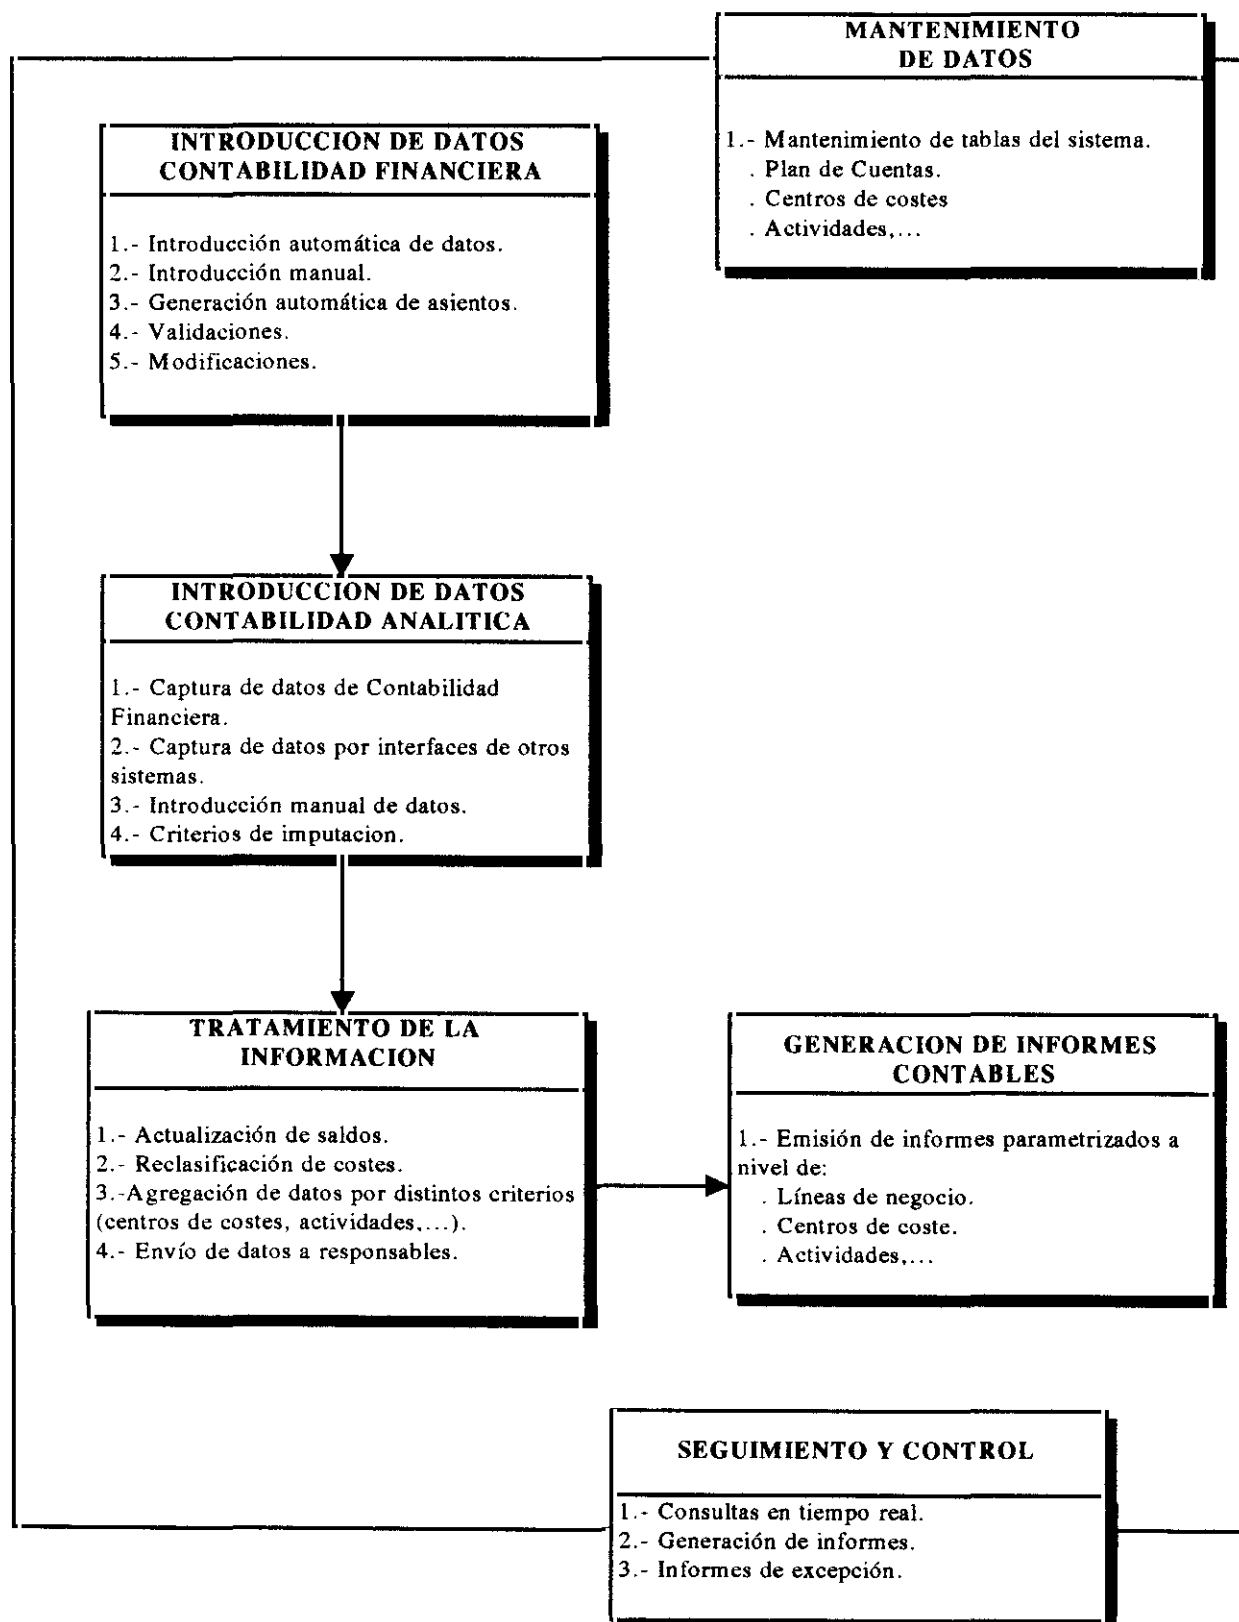 MANTENIMIENTO
DE DATOS
1.- Mantenimiento de tablas del sistema.
. Plan de Cuentas.
. Centros de costes
. Actividades,...
INTRODUCCION DE DATOS
CONTABILIDAD FINANCIERA
1.- Introducción automática de datos.
2.- Introducción manual.
3.- Generación automática de asientos.
4.- Validaciones.
5.- Modificaciones.
INTRODUCCION DE DATOS
CONTABILIDAD ANALITICA
1.- Captura de datos de Contabilidad
Financiera.
2.- Captura de datos por interfaces de otros
sistemas.
3.- Introducción manual de datos.
4.- Criterios de imputacion.
TRATAMIENTO DE LA
INFORMACION
1.- Actualización de saldos.
2.- Reclasificación de costes.
3.-Agregación de datos por distintos criterios
(centros de costes, actividades,...).
4.- Envío de datos a responsables.
GENERACION DE INFORMES
CONTABLES
1.- Emisión de informes parametrizados a
nivel de:
. Líneas de negocio.
. Centros de coste.
. Actividades,...
SEGUIMIENTO Y CONTROL
1.- Consultas en tiempo real.
2.- Generación de informes.
3.- Informes de excepción.